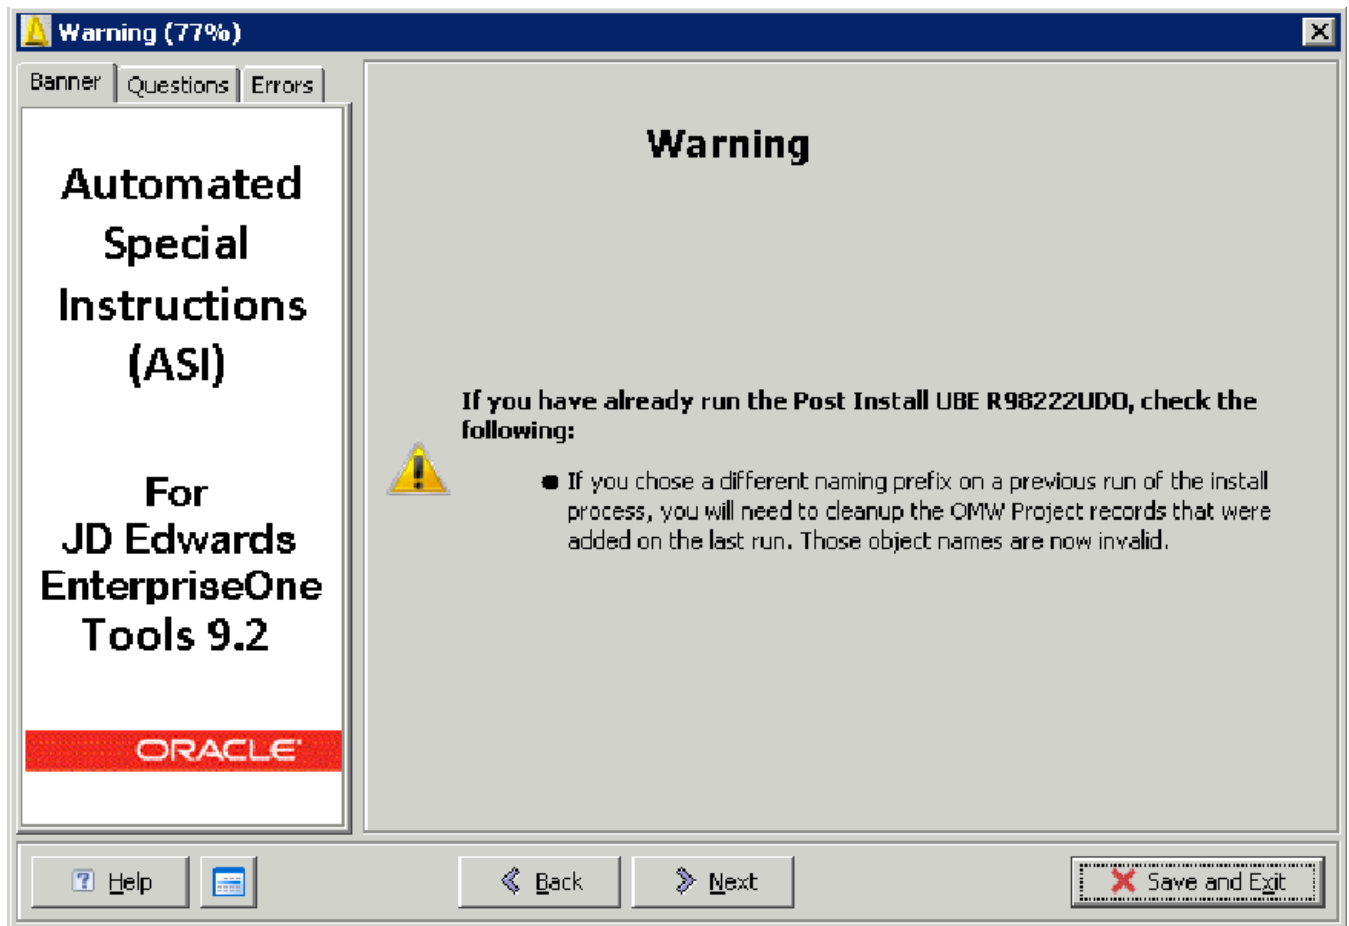 Warning (77%)
Banner
Questions
Errors
Automated
Special
Instructions
(ASI)
For
JD Edwards
EnterpriseOne
Tools 9.2
ORACLE
Warning
If you have already run the Post Install UBE R98222UDO, check the
following:
If you chose a different naming prefix on a previous run of the install
process, you will need to cleanup the OMW Project records that were
added on the last run. Those object names are now invalid.
Help
Back
Next
Save and Exit